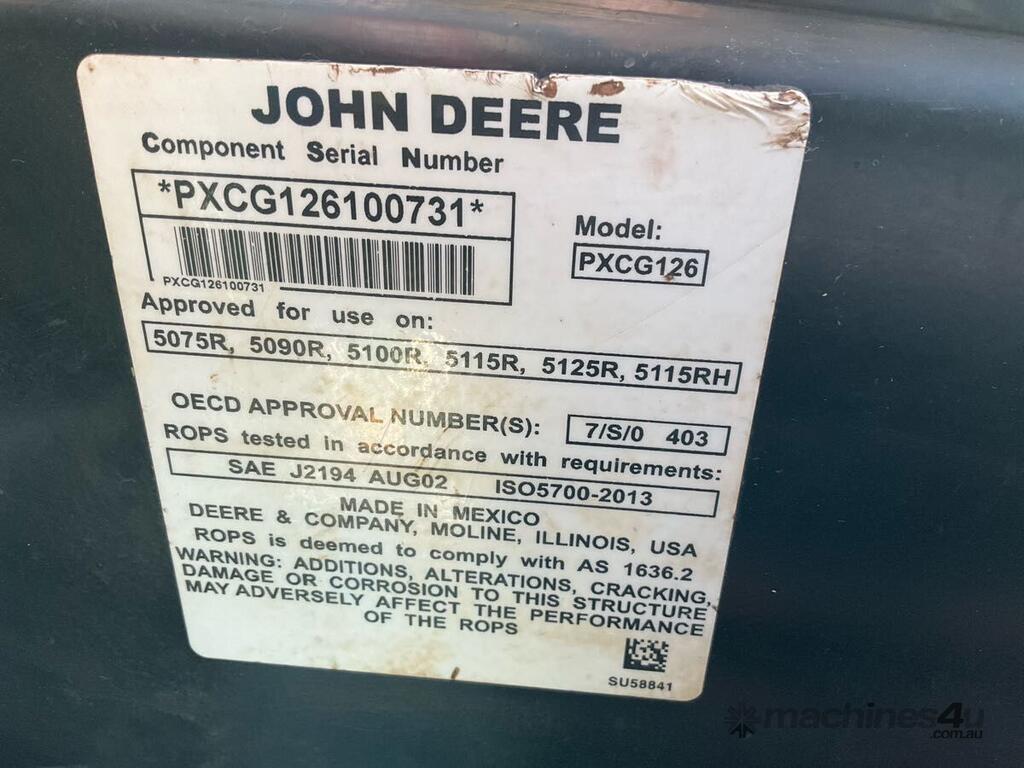 JOHN DEERE
Component Serial Number
*PXCG126100731*
PXCG126100731
Model:
PXCG126
Approved for use on:
5075R, 5090R, 5100R, 5115R, 5125R, 5115RH
OECD APPROVAL NUMBER(S): 7/S/0 403
ROPS tested in accordance with requirements:
SAE J2194 AUG02 ISO5700-2013
MADE IN MEXICO
DEERE & COMPANY, MOLINE, ILLINOIS, USA
ROPS is deemed to comply with AS 1636.2
WARNING: ADDITIONS, ALTERATIONS, CRACKING,
DAMAGE OR CORROSION TO THIS STRUCTURE
MAY ADVERSELY AFFECT THE PERFORMANCE
OF THE ROPS
SU58841
machines4u
.com.au